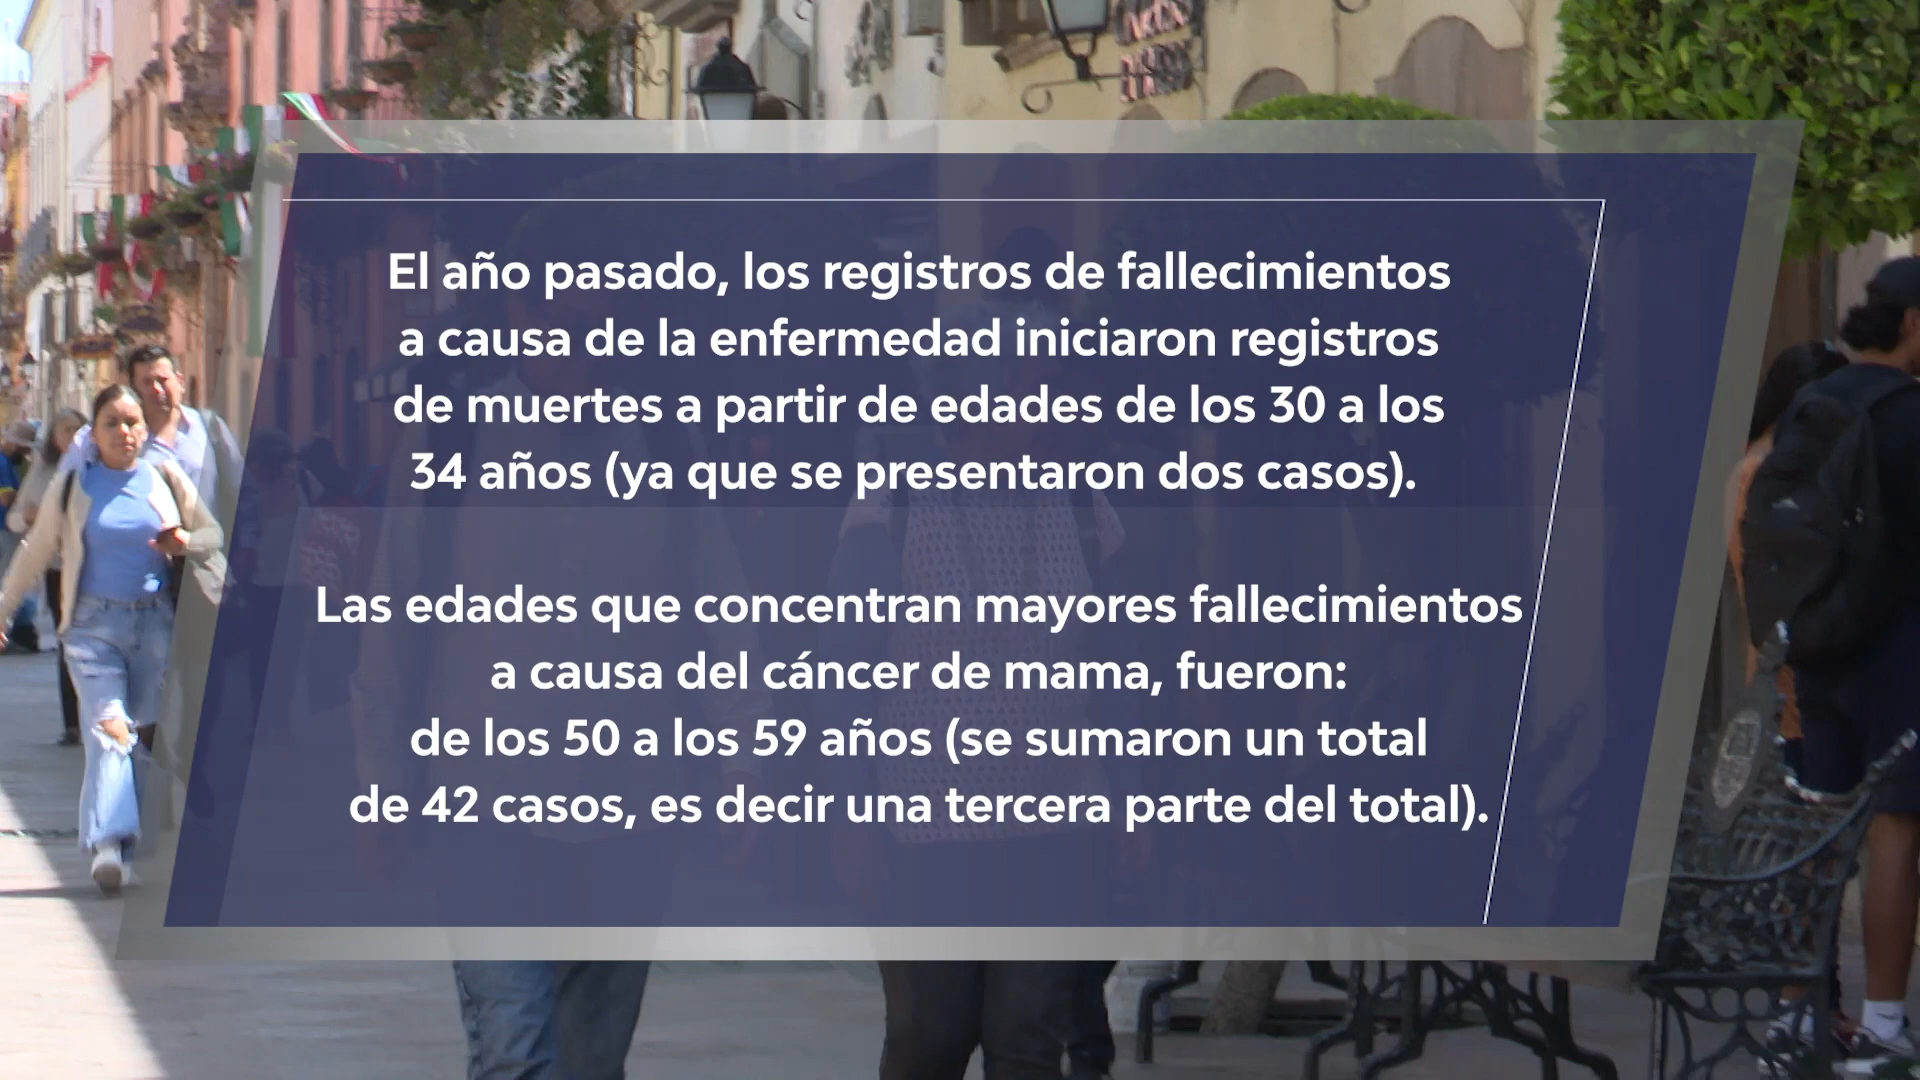 El año pasado, los registros de fallecimientos
a causa de la enfermedad iniciaron registros
de muertes a partir de edades de los 30 a los
34 años (ya que se presentaron dos casos).
Las edades que concentran mayores fallecimientos
a causa del cáncer de mama, fueron:
de los 50 a los 59 años (se sumaron un total
de 42 casos, es decir una tercera parte del total).